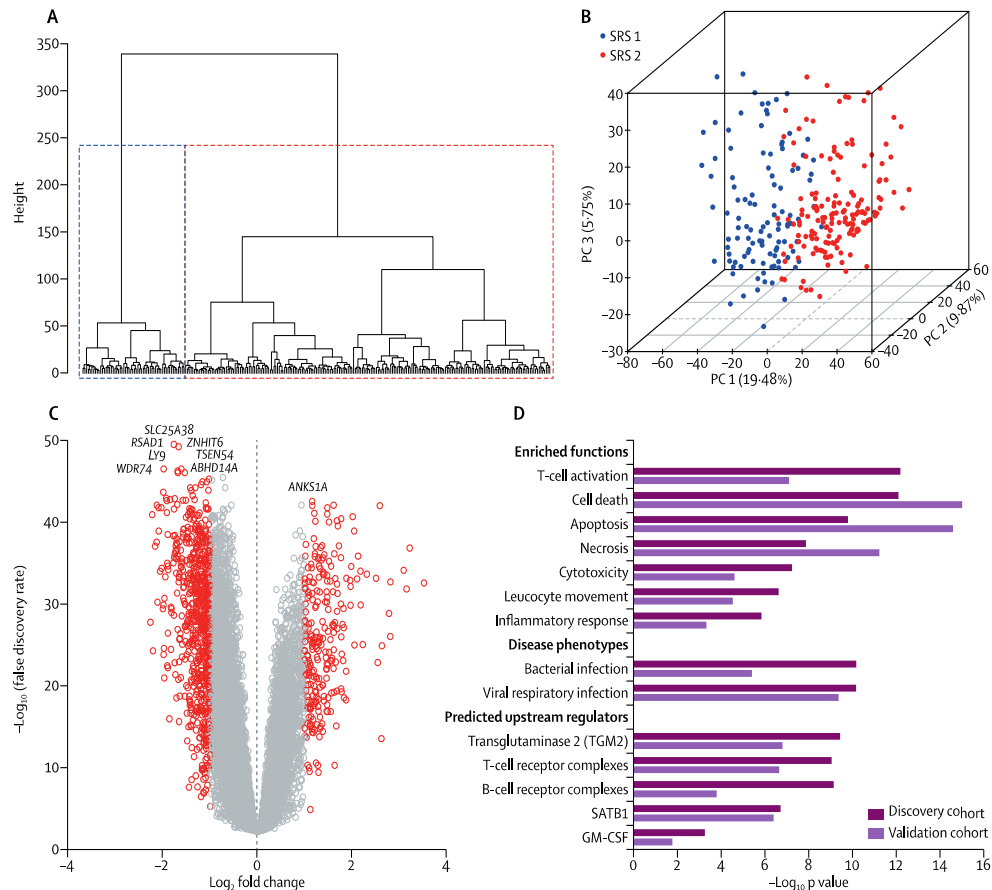 A
350
300
250
200
150
100
50
0
Height
B
SRS 1
SRS 2
40
30
20
10
0
−10
−20
−30
PC 3 (5·75%)
−80
−60
−40
−20
0
20
40
60
PC 1 (19·48%)
−40
−20
0
20
40
60
PC 2 (9·87%)
C
50
40
30
20
10
0
−Log10 (false discovery rate)
SLC25A38
RSAD1 ZNHIT6
LY9 TSEN54
WDR74 ABHD14A
ANKS1A
−4 −2 0 2 4
Log2 fold change
D
Enriched functions
T-cell activation
Cell death
Apoptosis
Necrosis
Cytotoxicity
Leucocyte movement
Inflammatory response
Disease phenotypes
Bacterial infection
Viral respiratory infection
Predicted upstream regulators
Transglutaminase 2 (TGM2)
T-cell receptor complexes
B-cell receptor complexes
SATB1
GM-CSF
Discovery cohort
Validation cohort
0 2 4 6 8 10 12 14 16
−Log10 p value